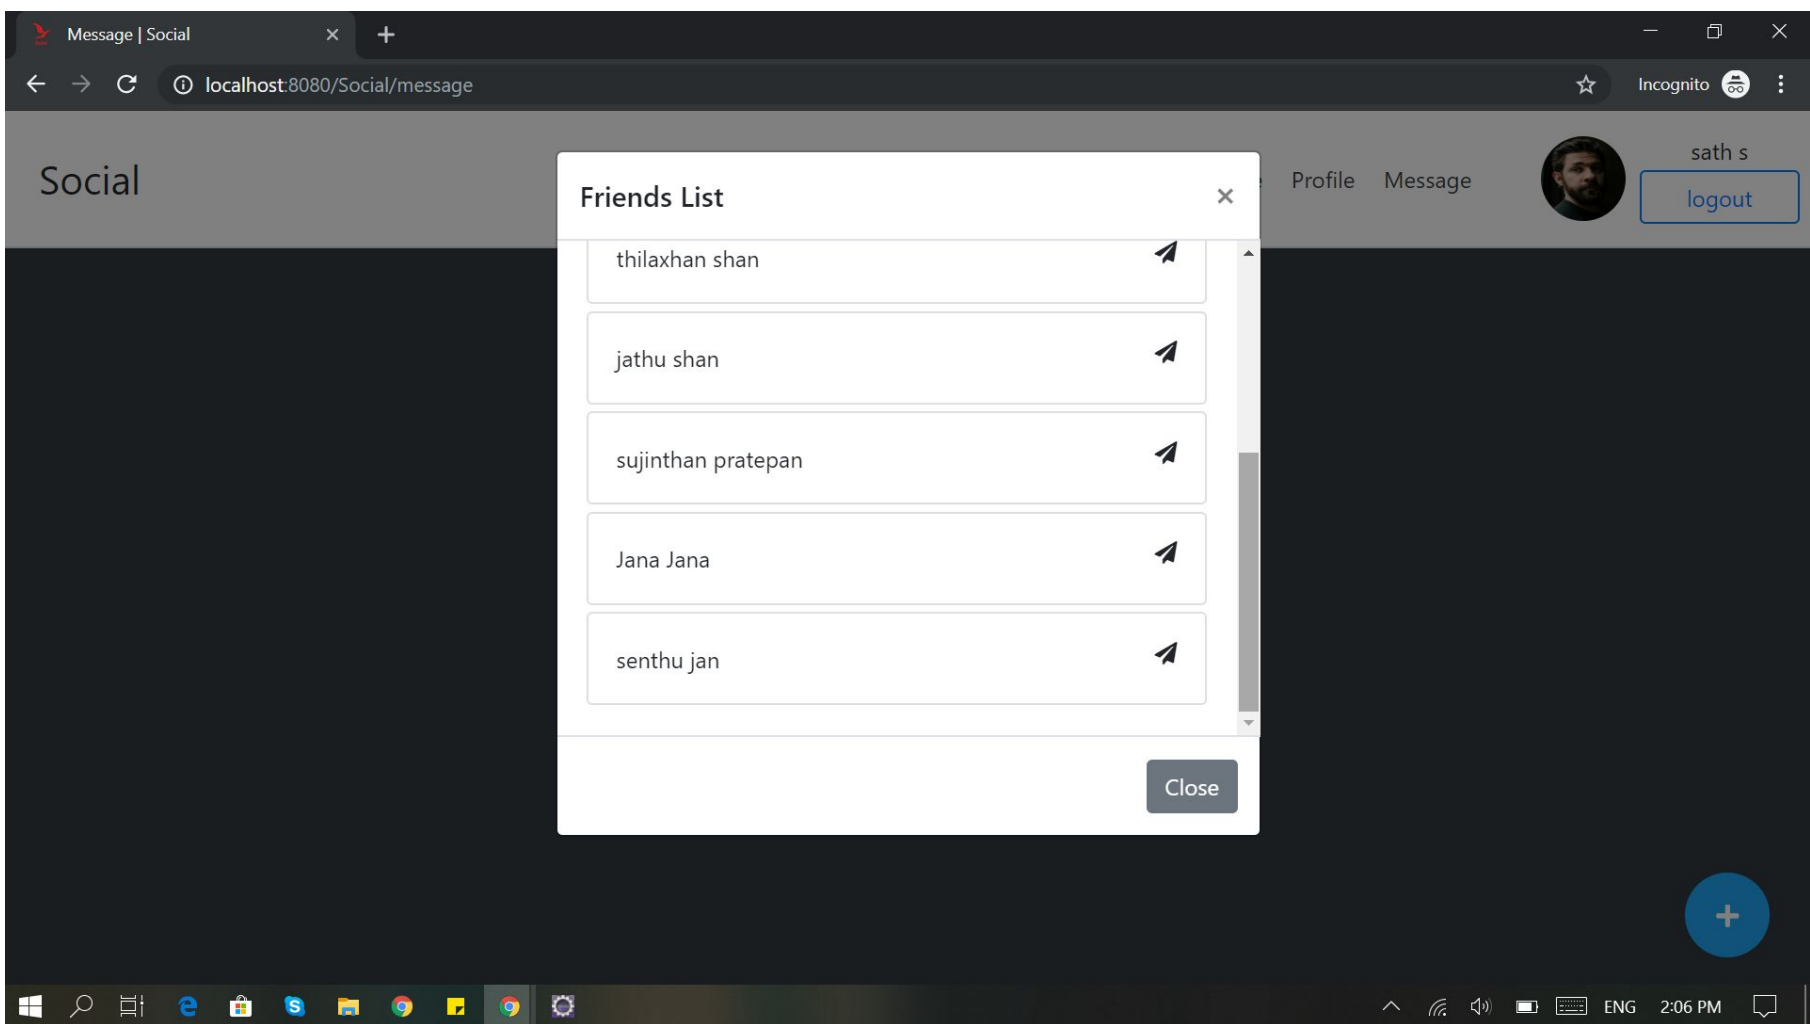 Message | Social
localhost:8080/Social/message
Incognito
Social
Profile
Message
sath s
logout
Friends List
thilaxhan shan
jathu shan
sujinthan pratepan
Jana Jana
senthu jan
Close
ENG
2:06 PM